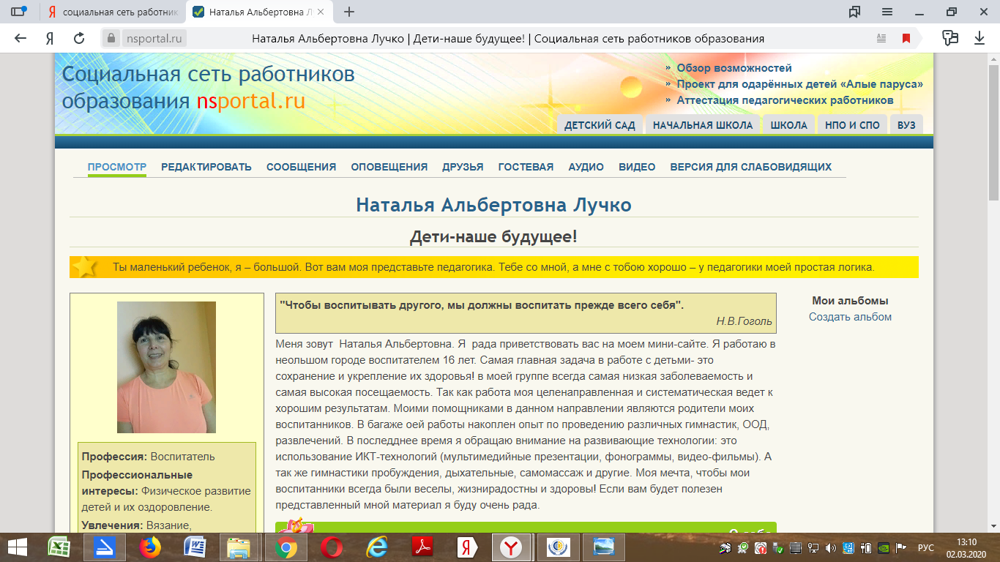 социальная сеть работник
Наталья Альбертовна Л
nsportal.ru
Наталья Альбертовна Лучко | Дети-наше будущее! | Социальная сеть работников образования
Социальная сеть работников
образования nsportal.ru
» Обзор возможностей
» Проект для одарённых детей «Алые паруса»
» Аттестация педагогических работников
ДЕТСКИЙ САД НАЧАЛЬНАЯ ШКОЛА ШКОЛА НПО И СПО ВУЗ
ПРОСМОТР РЕДАКТИРОВАТЬ СООБЩЕНИЯ ОПОВЕЩЕНИЯ ДРУЗЬЯ ГОСТЕВАЯ АУДИО ВИДЕО ВЕРСИЯ ДЛЯ СЛАБОВИДЯЩИХ
Наталья Альбертовна Лучко
Дети-наше будущее!
Ты маленький ребенок, я – большой. Вот вам моя представьте педагогика. Тебе со мной, а мне с тобою хорошо – у педагогики моей простая логика.
Профессия: Воспитатель
Профессиональные
интересы: Физическое развитие
детей и их оздоровление.
Увлечения: Вязание,
"Чтобы воспитывать другого, мы должны воспитать прежде всего себя".
Н.В.Гоголь
Меня зовут Наталья Альбертовна. Я рада приветствовать вас на моем мини-сайте. Я работаю в
неольшом городе воспитателем 16 лет. Самая главная задача в работе с детьми- это
сохранение и укрепление их здоровья! в моей группе всегда самая низкая заболеваемость и
самая высокая посещаемость. Так как работа моя целенаправленная и систематическая ведет к
хорошим результатам. Моими помощниками в данном направлении являются родители моих
воспитанников. В багаже оей работы накоплен опыт по проведению различных гимнастик, ООД,
развлечений. В последднее время я обращаю внимание на развивающие технологии: это
использование ИКТ-технологий (мультимедийные презентации, фонограммы, видео-фильмы). А
так же гимнастики пробуждения, дыхательные, самомассаж и другие. Моя мечта, чтобы мои
воспитанники всегда были веселы, жизнирадостны и здоровы! Если вам будет полезен
представленный мной материал я буду очень рада.
Мои альбомы
Создать альбом
РУС
13:10
02.03.2020